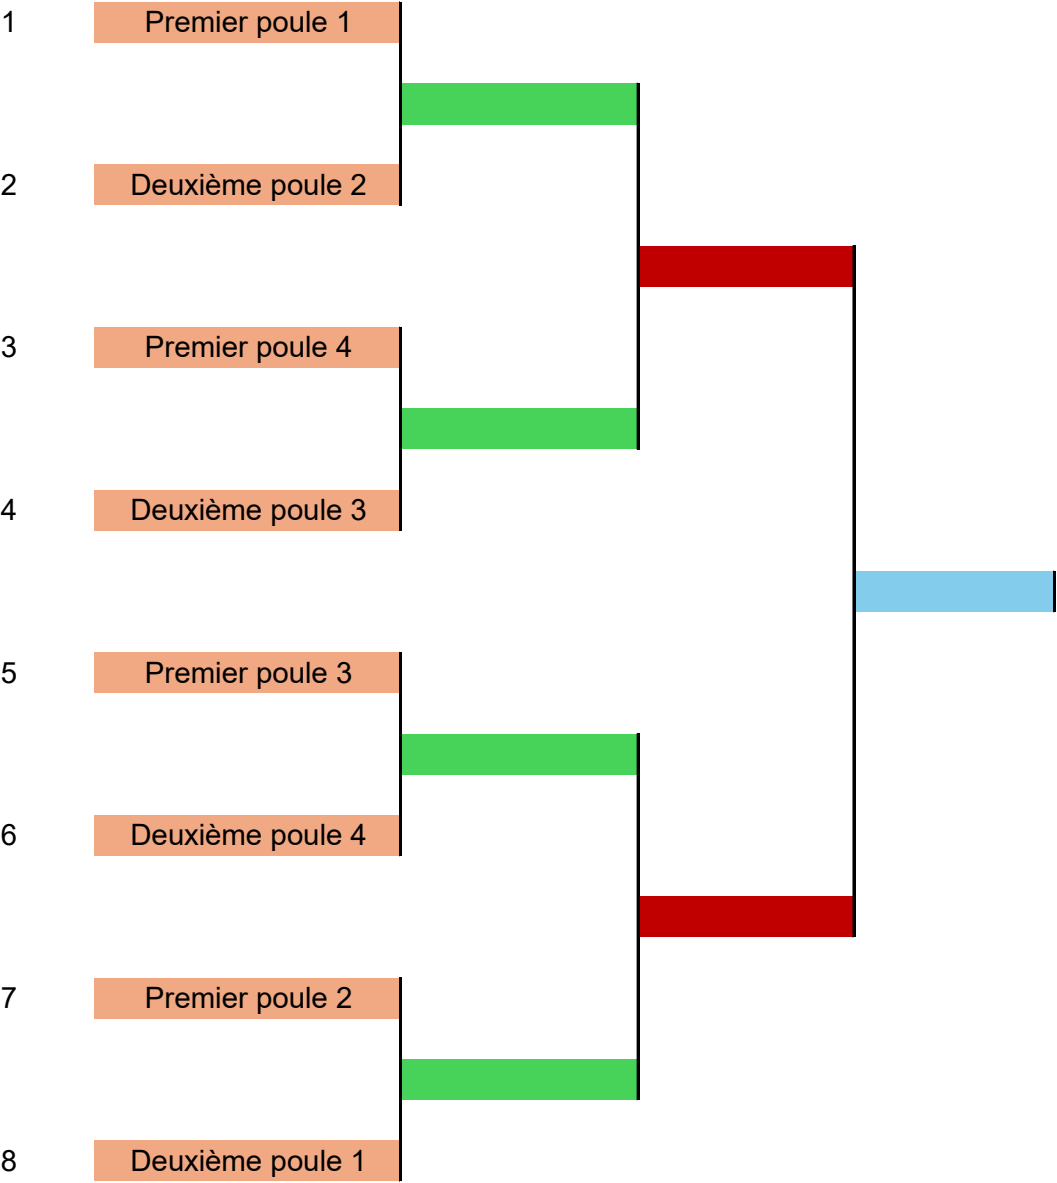 1 Premier poule 1
2 Deuxième poule 2
3 Premier poule 4
4 Deuxième poule 3
5 Premier poule 3
6 Deuxième poule 4
7 Premier poule 2
8 Deuxième poule 1